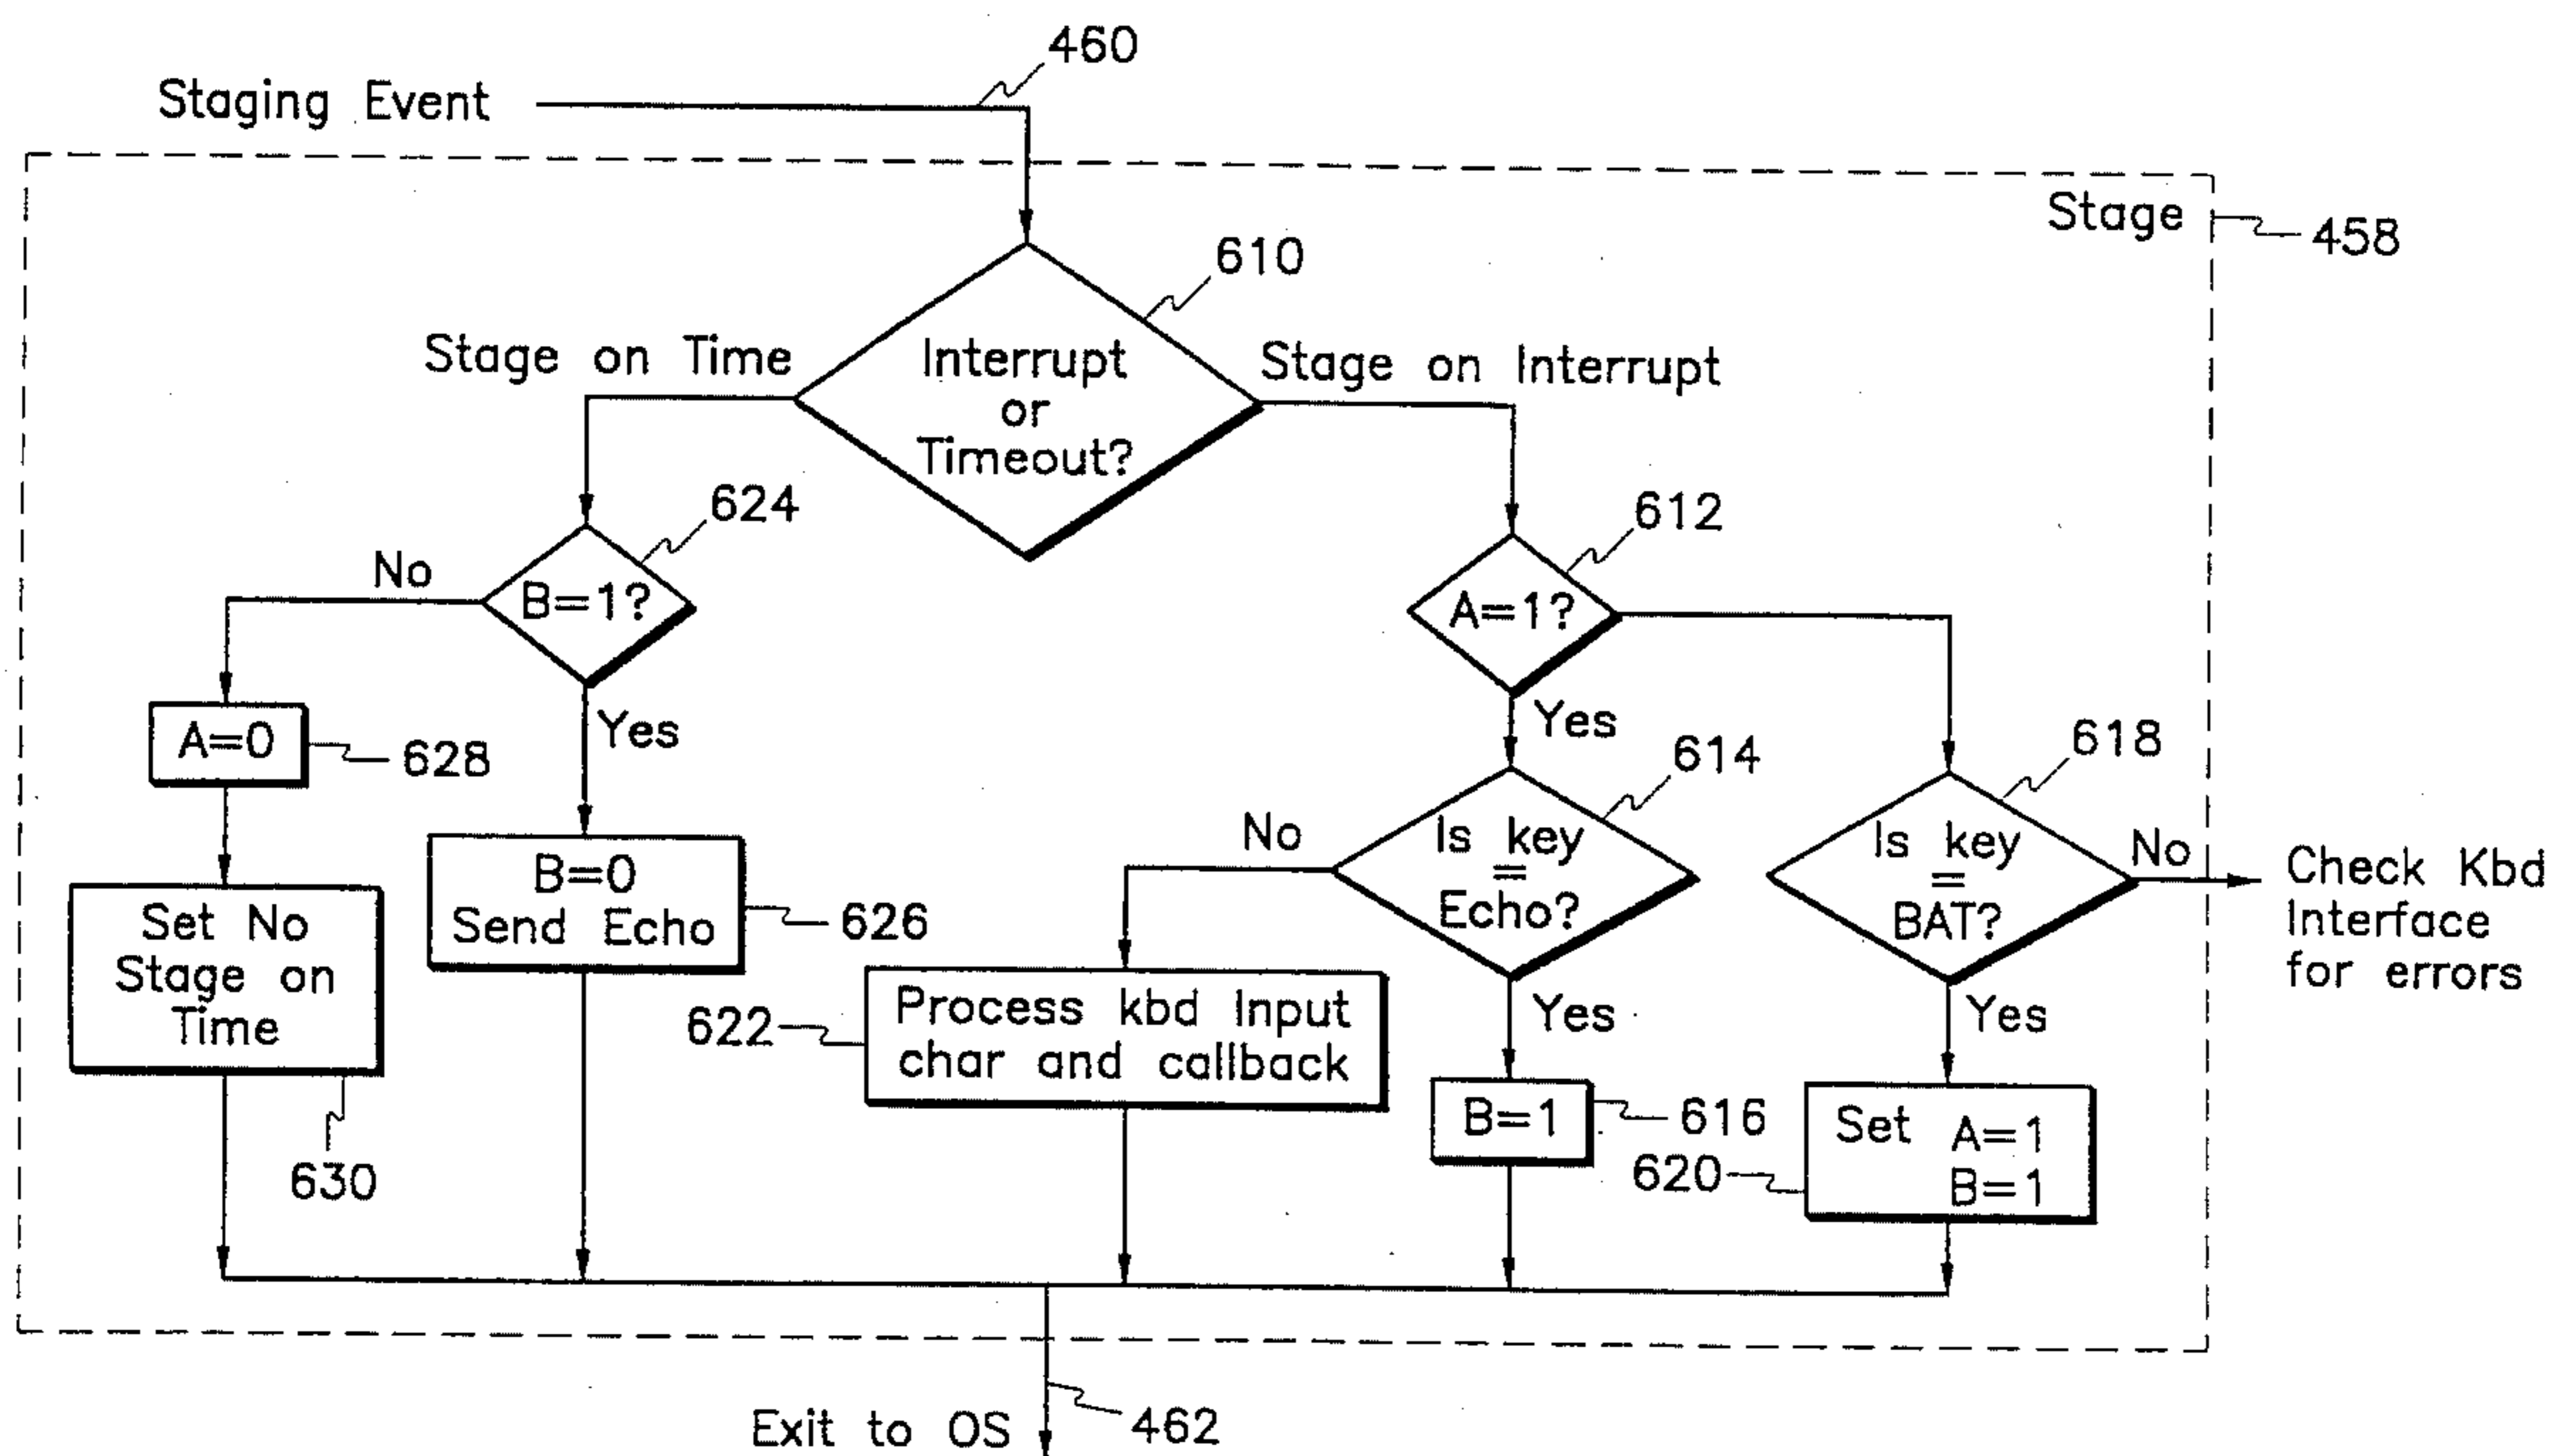 460
Staging Event
Stage
458
610
Stage on Time
Interrupt
or
Timeout?
Stage on Interrupt
624
612
No
B=1?
A=1?
Yes
Yes
A=0
628
618
614
No
Is key
=
Echo?
Is key
=
BAT?
No
Check Kbd
Interface
for errors
B=0
Send Echo
626
Set No
Stage on
Time
622
Process kbd Input
char and callback
Yes
Yes
B=1
616
Set A=1
B=1
620
630
Exit to OS
462